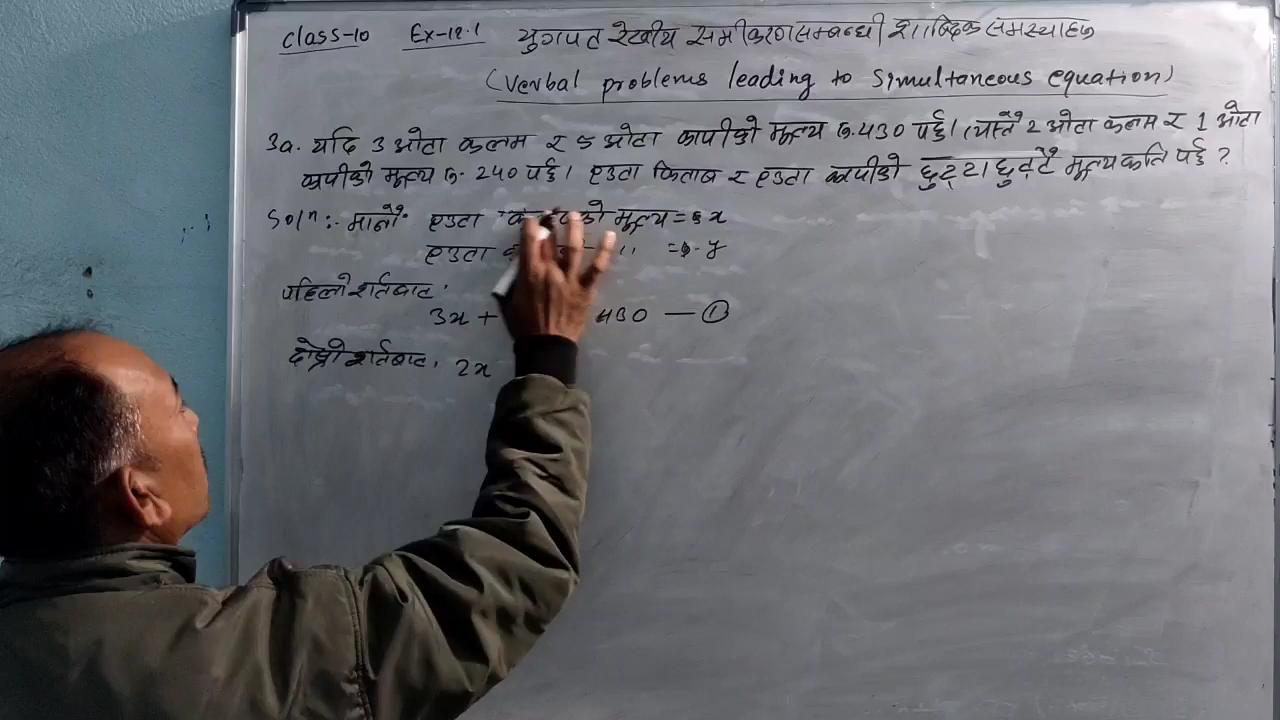 Class-10 Ex-12.1 युगपत रेखीय समीकरण सम्बन्धी शाब्दिक समस्याहरु
(Verbal problems leading to simultaneous equation)
3a. यदि 3 ओटा कलम र 5 ओटा कापीको मूल्य रु.430 पर्छ। त्यस्तै 2 ओटा कलम र 1 ओटा
कापीको मूल्य रु. 240 पर्छ। एउटा किताब र एउटा कापीको छुट्टाछुट्टै मूल्य कति पर्छ ?
Solⁿ:- मानौं एउटा मूल्य = x
एउटा ,, = y
पहिलो शर्तबाट,
3x + 430 — ①
दोस्रो शर्तबाट, 2x